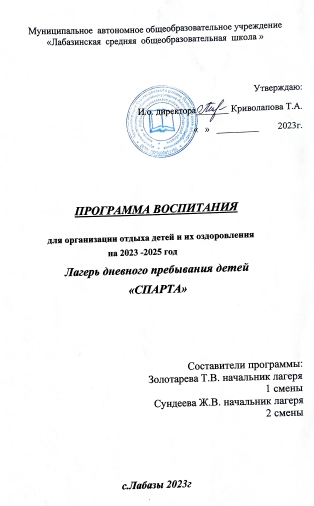 Муниципальное автономное общеобразовательное учреждение
«Лабазинская средняя общеобразовательная школа »
Утверждаю:
И.о. директора Криволапова Т.А.
« » 2023г.
ПРОГРАММА ВОСПИТАНИЯ
для организации отдыха детей и их оздоровления
на 2023 -2025 год
Лагерь дневного пребывания детей
«СПАРТА»
Составители программы:
Золотарева Т.В. начальник лагеря
1 смены
Сундеева Ж.В. начальник лагеря
2 смены
с.Лабазы 2023г